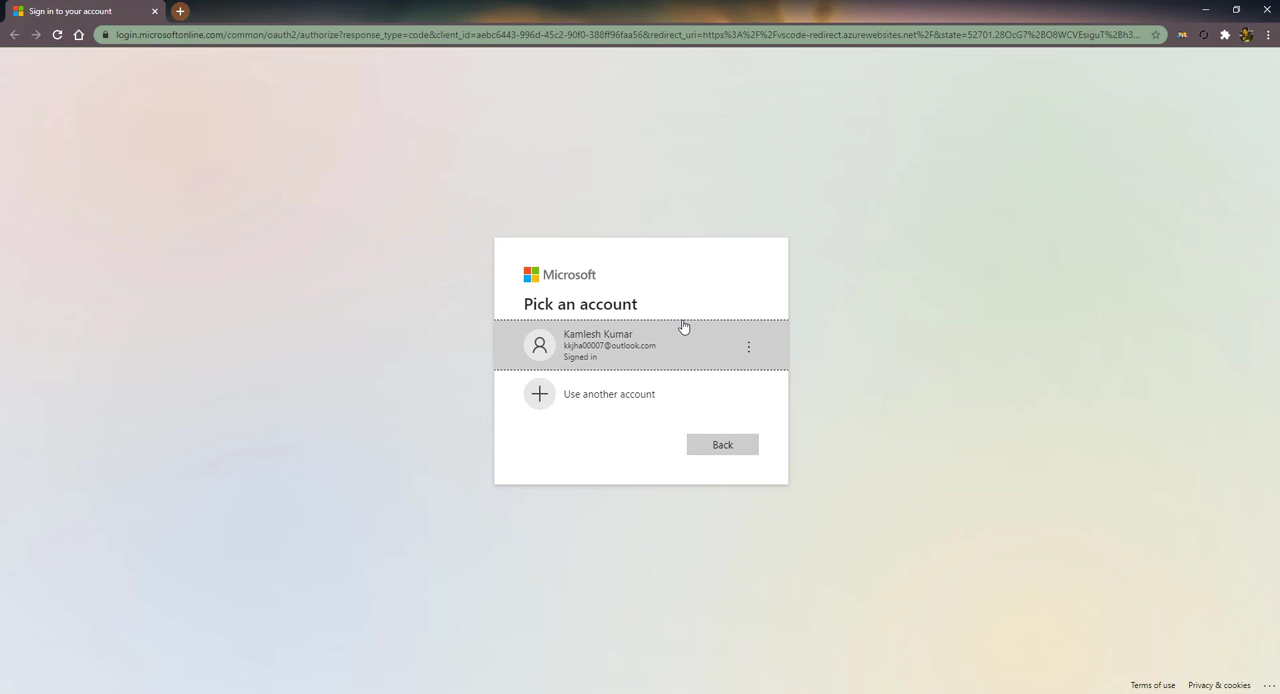 Sign in to your account
login.microsoftonline.com/common/oauth2/authorize?response_type=code&client_id=aebc6443-996d-45c2-90f0-388ff96faa56&redirect_uri=https%3A%2F%2Fvscode-redirect.azurewebsites.net%2F&state=52701,28OcG7%2BO8WCVEsiguT%2Bh3...
Microsoft
Pick an account
Kamlesh Kumar
kkjha00007@outlook.com
Signed in
Use another account
Back
Terms of use Privacy & cookies ...